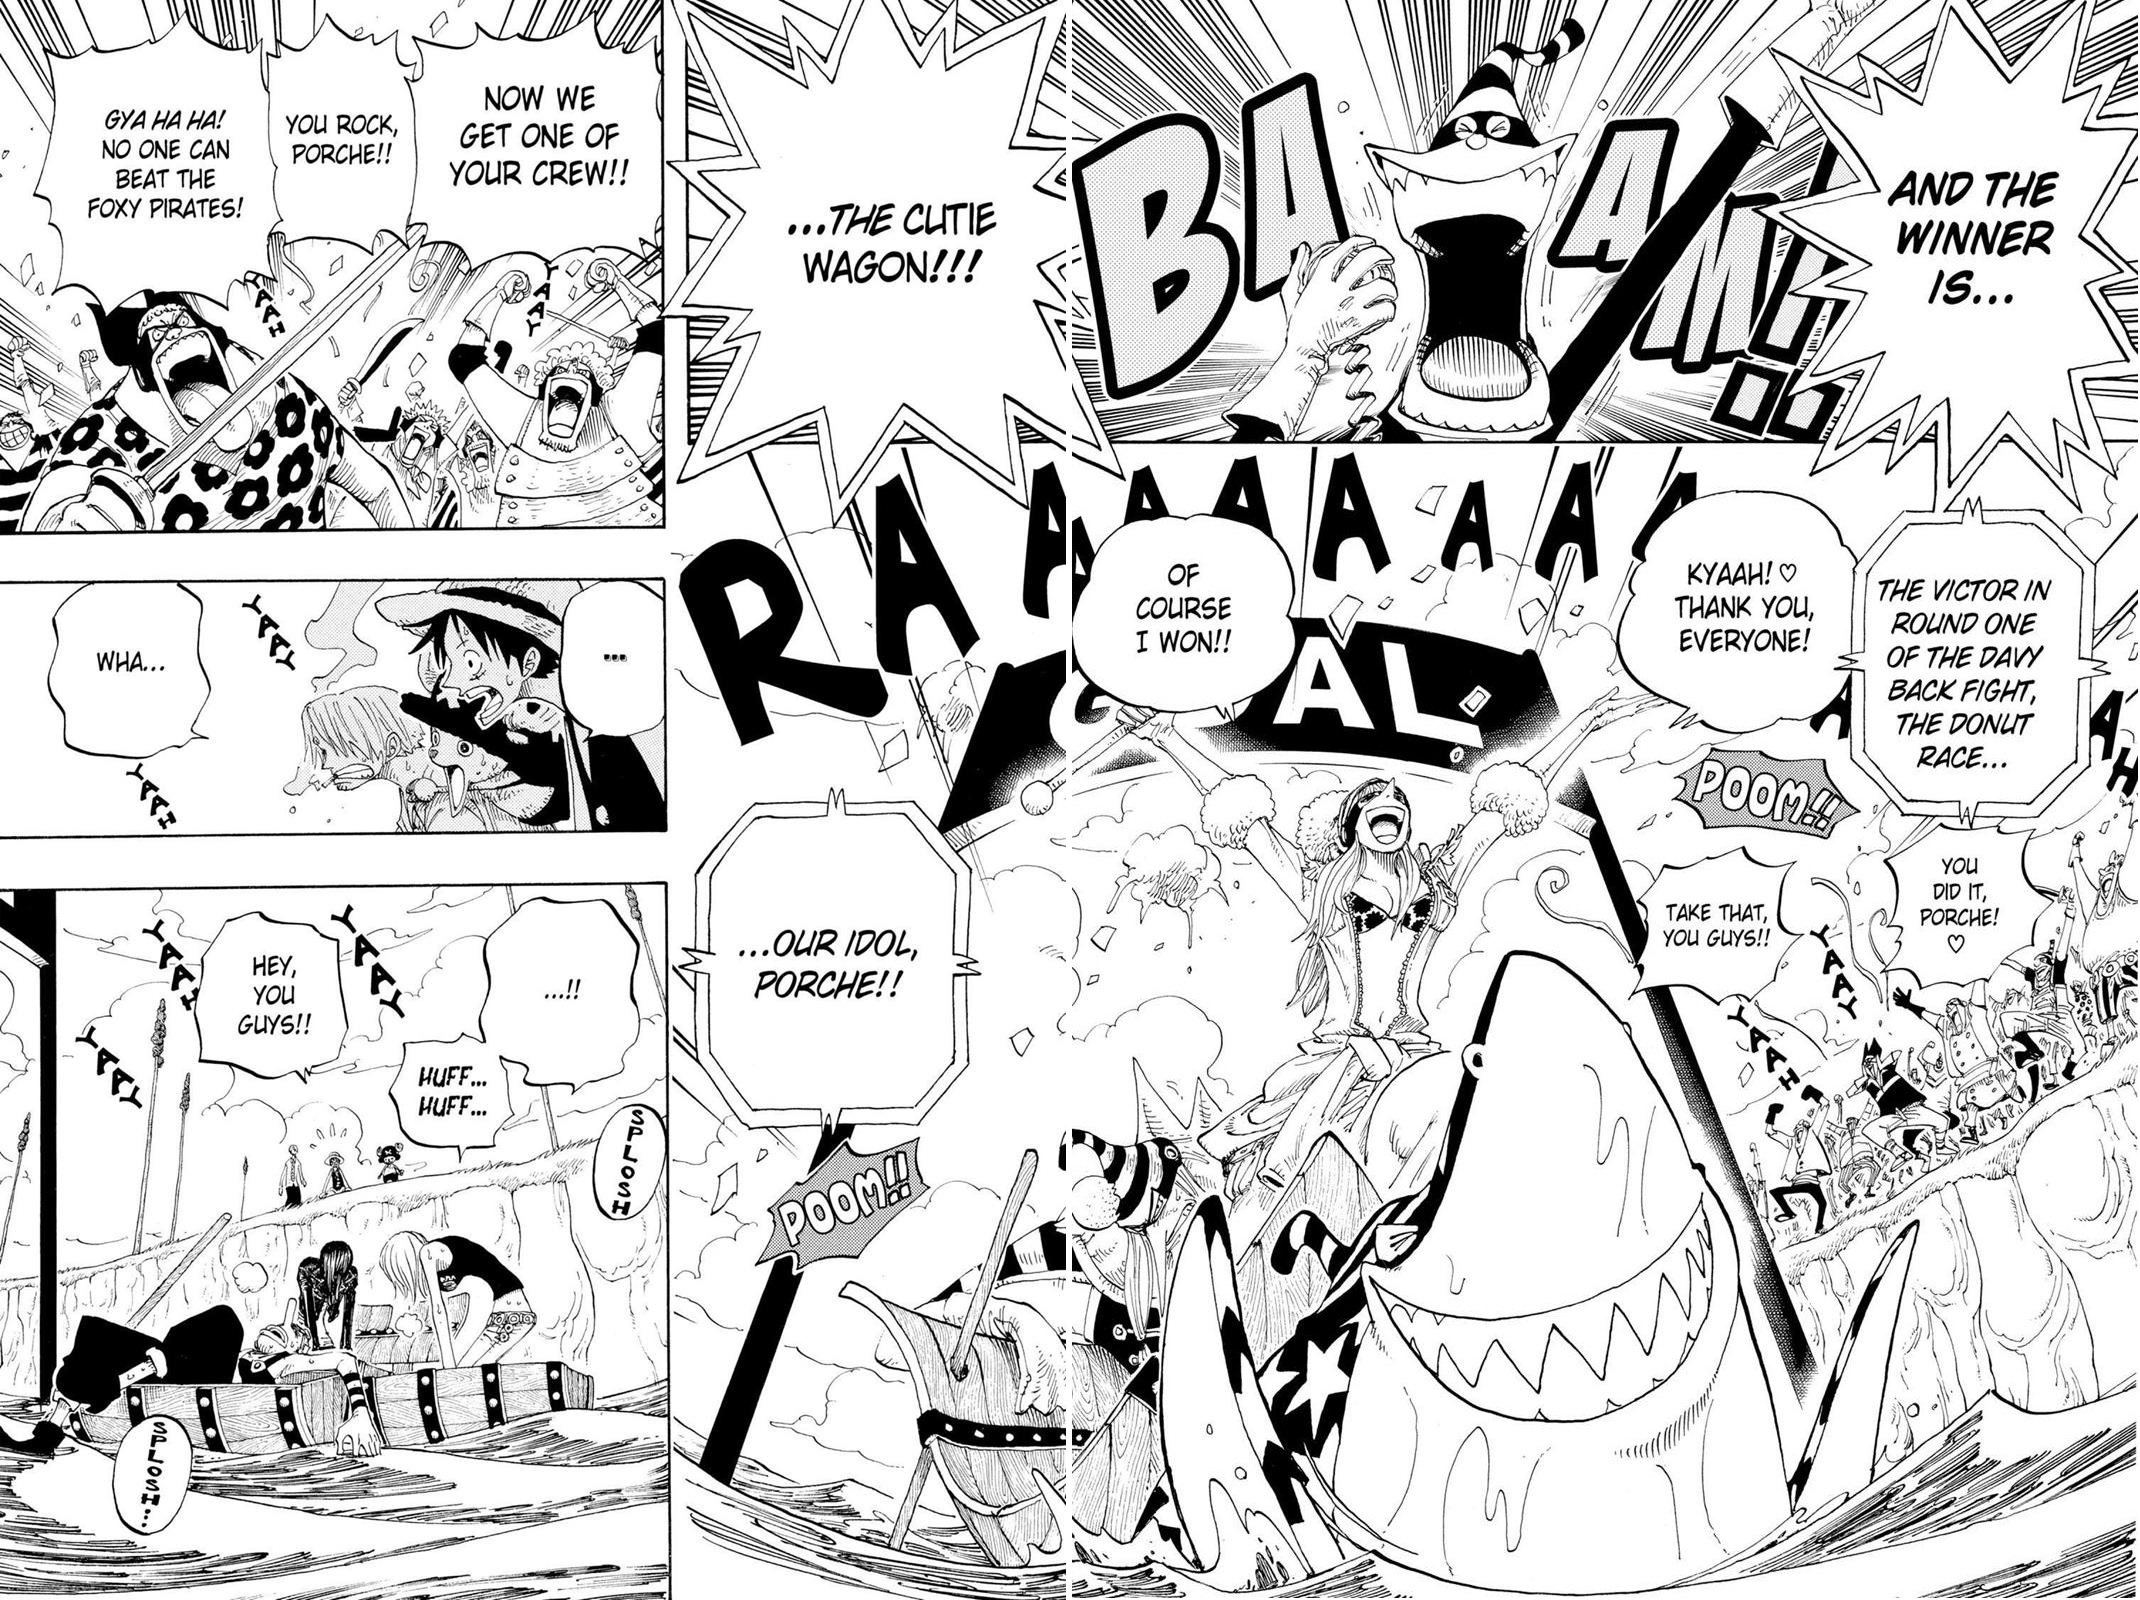 AND THE
WINNER
IS...
BAAM!!
...THE CUTIE
WAGON!!!
THE VICTOR IN
ROUND ONE
OF THE DAVY
BACK FIGHT,
THE DONUT
RACE...
KYAAH! ♡
THANK YOU,
EVERYONE!
OF
COURSE
I WON!!
RAAAAAAAAAH
GOAL
YOU
DID IT,
PORCHE!
♡
TAKE THAT,
YOU GUYS!!
POOM!!
YAAY
YAAH
...OUR IDOL,
PORCHE!!
POOM!!
NOW WE
GET ONE OF
YOUR CREW!!
YOU ROCK,
PORCHE!!
GYA HA HA!
NO ONE CAN
BEAT THE
FOXY PIRATES!
YAAY
YAAH
...
WHA...
YAAY
YAAH
...!!
HUFF...
HUFF...
HEY,
YOU
GUYS!!
YAAY
YAAH
YAAY
SPLOSH
SPLOSH...